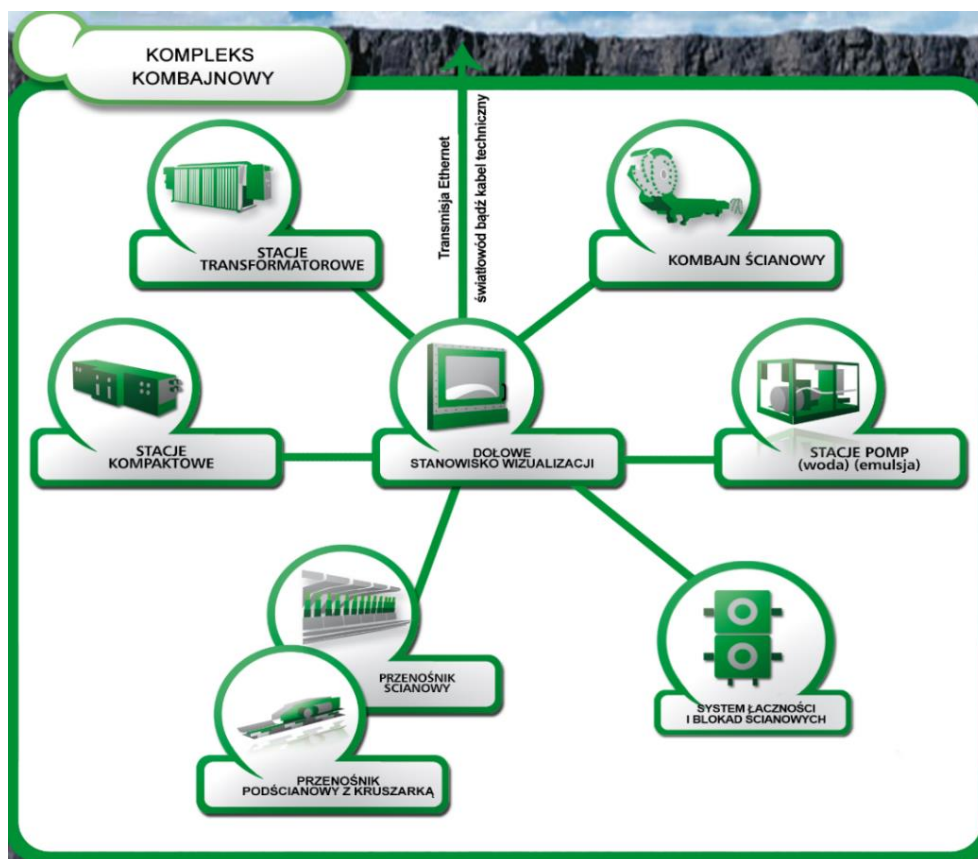 KOMPLEKS
KOMBAJNOWY
Transmisja Ethernet
światłowód bądź kabel techniczny
STACJE
TRANSFORMATOROWE
KOMBAJN ŚCIANOWY
STACJE
KOMPAKTOWE
DOŁOWE
STANOWISKO WIZUALIZACJI
STACJE POMP
(woda) (emulsja)
PRZENOŚNIK
ŚCIANOWY
SYSTEM ŁACZNOŚCI
I BLOKAD ŚCIANOWYCH
PRZENOŚNIK
PODŚCIANOWY Z KRUSZARKĄ